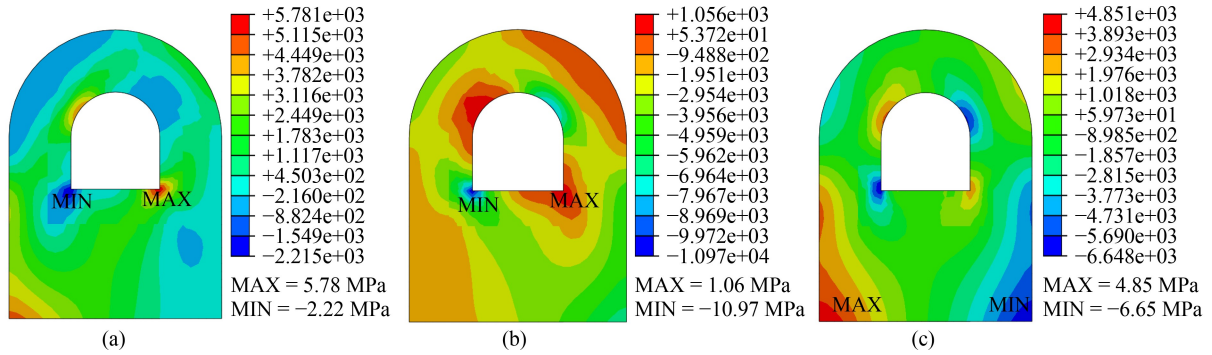 +5.781e+03
+5.115e+03
+4.449e+03
+3.782e+03
+3.116e+03
+2.449e+03
+1.783e+03
+1.117e+03
+4.503e+02
−2.160e+02
−8.824e+02
−1.549e+03
−2.215e+03
MIN
MAX
MAX = 5.78 MPa
MIN = −2.22 MPa
(a)
+1.056e+03
+5.372e+01
−9.488e+02
−1.951e+03
−2.954e+03
−3.956e+03
−4.959e+03
−5.962e+03
−6.964e+03
−7.967e+03
−8.969e+03
−9.972e+03
−1.097e+04
MIN
MAX
MAX = 1.06 MPa
MIN = −10.97 MPa
(b)
+4.851e+03
+3.893e+03
+2.934e+03
+1.976e+03
+1.018e+03
+5.973e+01
−8.985e+02
−1.857e+03
−2.815e+03
−3.773e+03
−4.731e+03
−5.690e+03
−6.648e+03
MAX
MIN
MAX = 4.85 MPa
MIN = −6.65 MPa
(c)